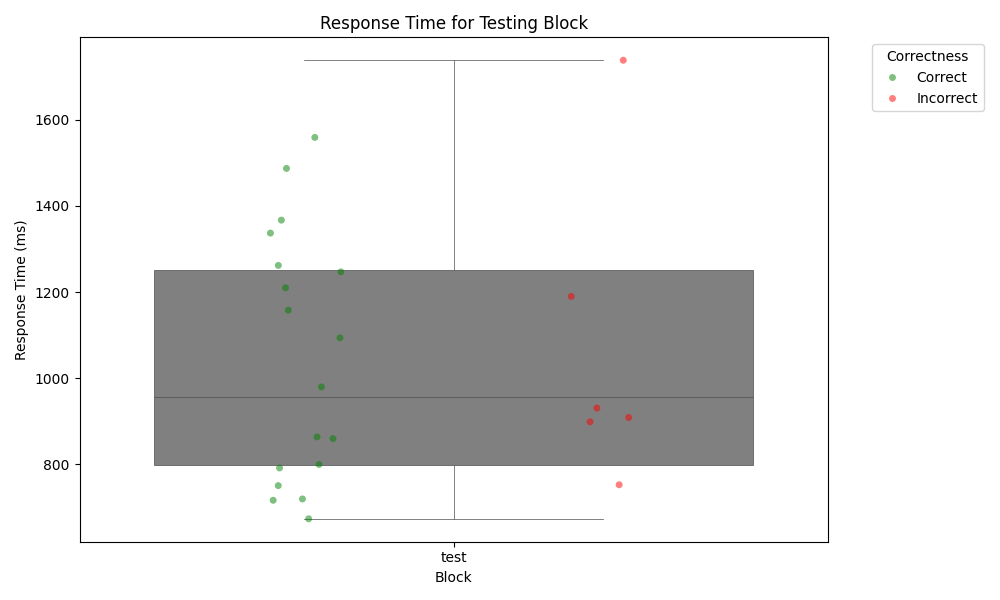 Response Time for Testing Block
Correctness
Correct
Incorrect
Response Time (ms)
1600
1400
1200
1000
800
test
Block